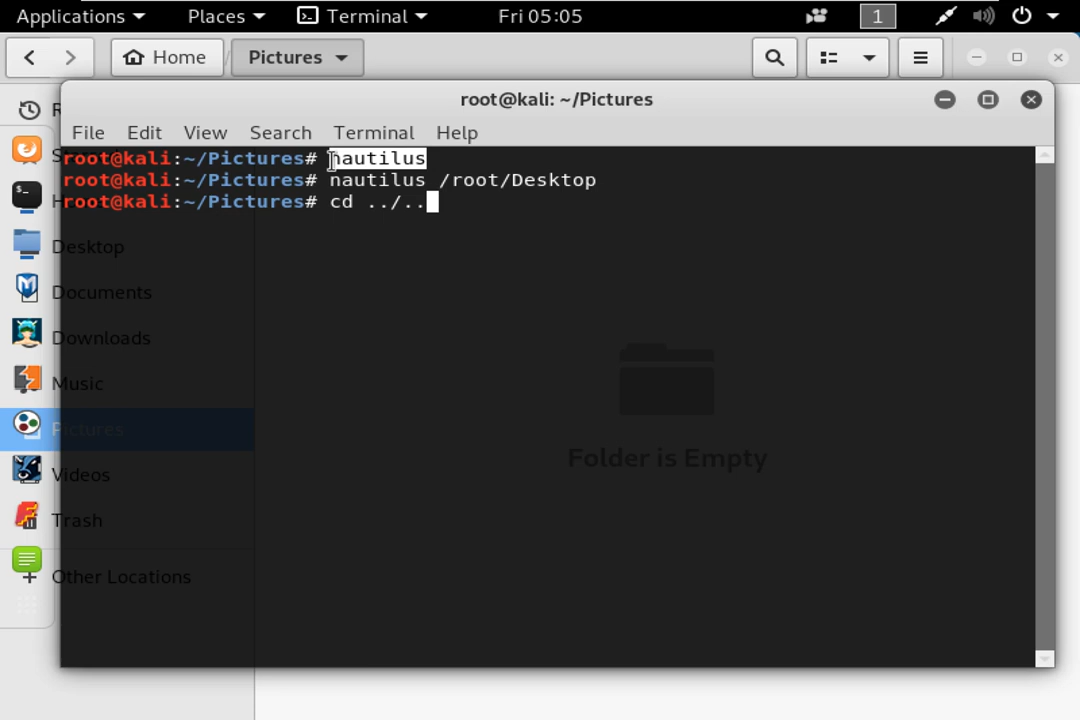 Applications Places Terminal Fri 05:05 1
Home Pictures
root@kali: ~/Pictures
File Edit View Search Terminal Help
root@kali:~/Pictures# nautilus
root@kali:~/Pictures# nautilus /root/Desktop
root@kali:~/Pictures# cd ../..
Desktop
Documents
Downloads
Music
Pictures
Videos
Trash
Other Locations
Folder is Empty